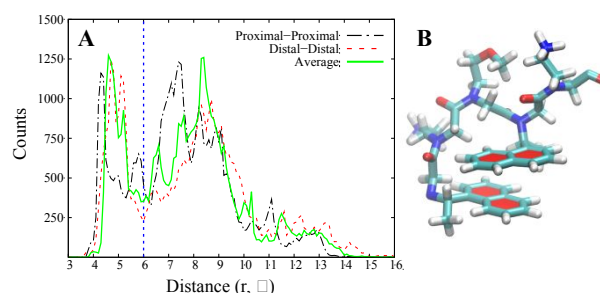 A
B
Proximal-Proximal
Distal-Distal
Average
1500
1250
1000
750
500
250
Counts
3 4 5 6 7 8 9 10 11 12 13 14 15 16
Distance (r, □)